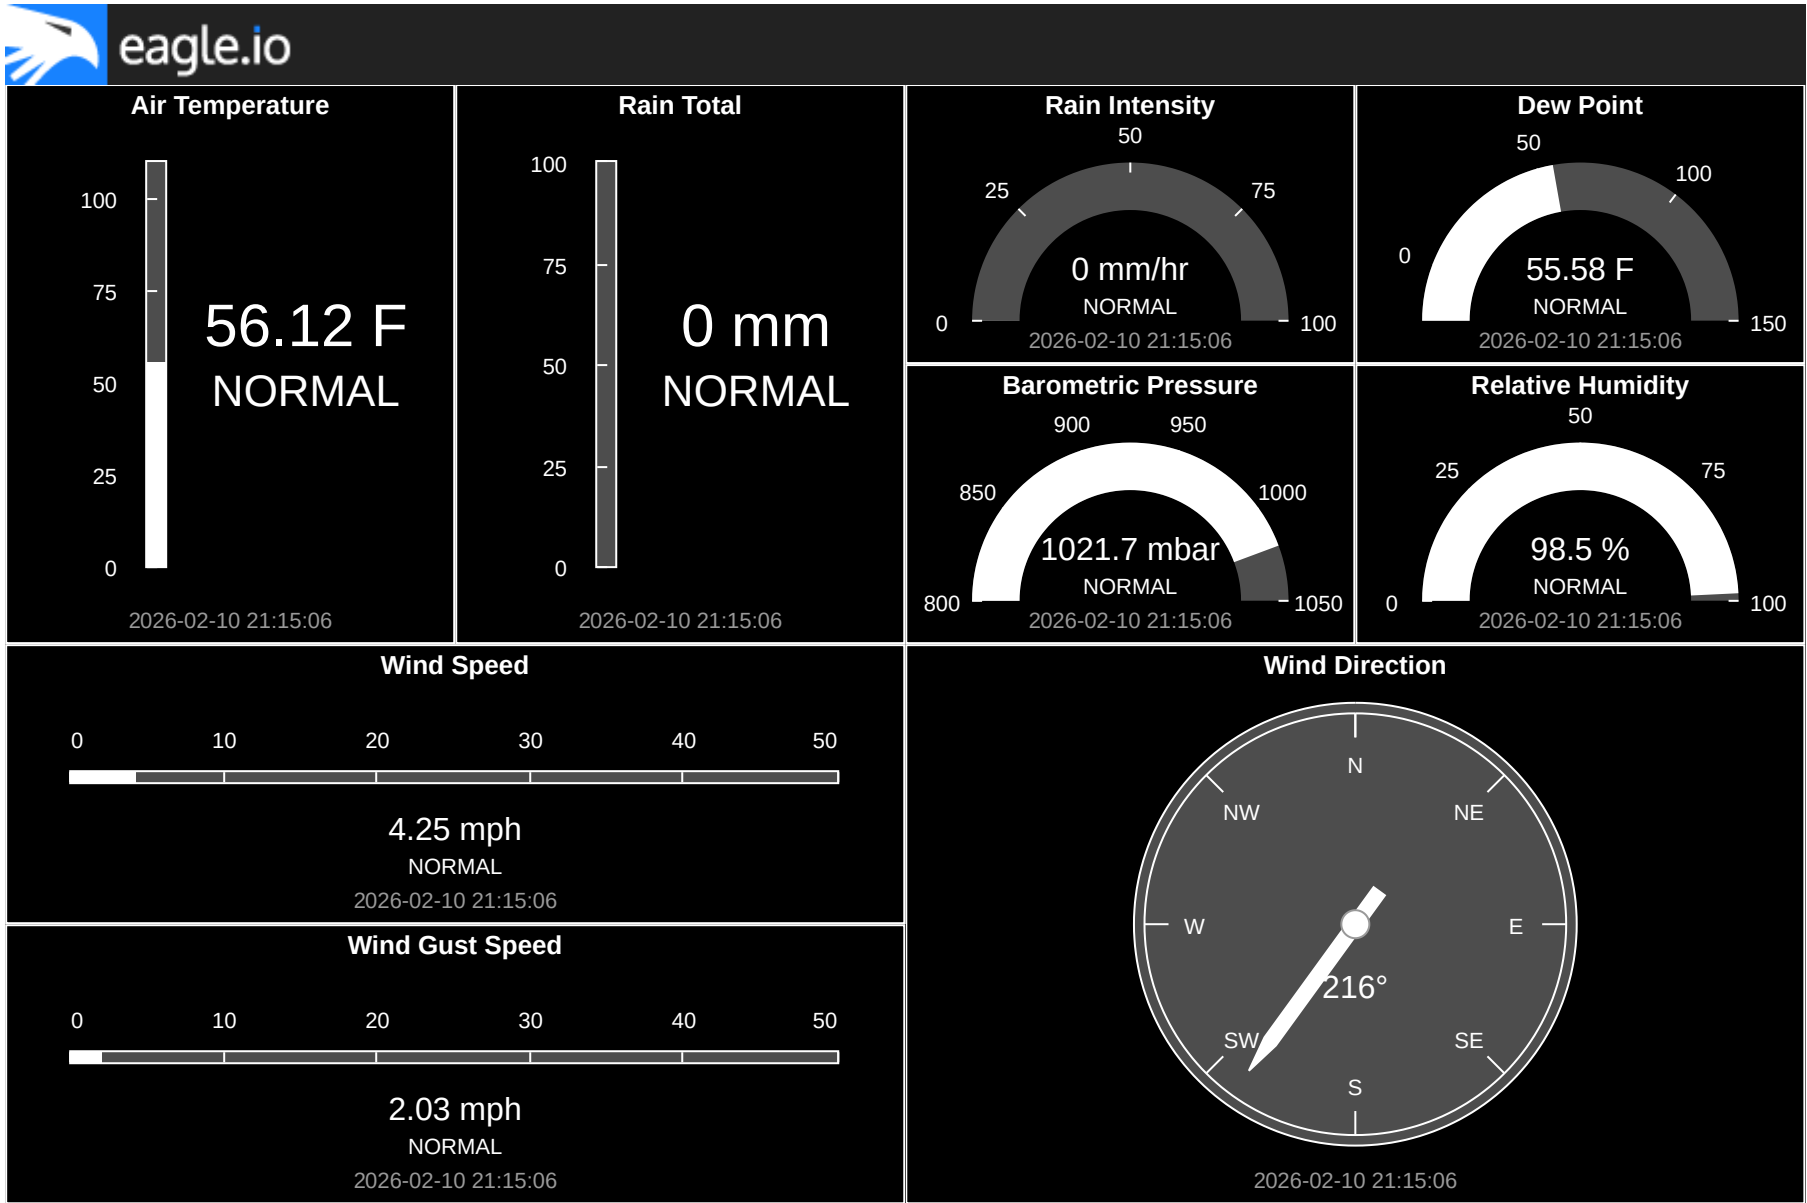 eagle.io
Air Temperature
100
75
50
25
0
56.12 F
NORMAL
2026-02-10 21:15:06
Rain Total
100
75
50
25
0
0 mm
NORMAL
2026-02-10 21:15:06
Rain Intensity
50
25
75
0
100
0 mm/hr
NORMAL
2026-02-10 21:15:06
Dew Point
50
100
0
150
55.58 F
NORMAL
2026-02-10 21:15:06
Barometric Pressure
900
950
850
1000
800
1050
1021.7 mbar
NORMAL
2026-02-10 21:15:06
Relative Humidity
50
25
75
0
100
98.5 %
NORMAL
2026-02-10 21:15:06
Wind Speed
0 10 20 30 40 50
4.25 mph
NORMAL
2026-02-10 21:15:06
Wind Gust Speed
0 10 20 30 40 50
2.03 mph
NORMAL
2026-02-10 21:15:06
Wind Direction
N
NW
NE
W
E
216°
SW
SE
S
2026-02-10 21:15:06